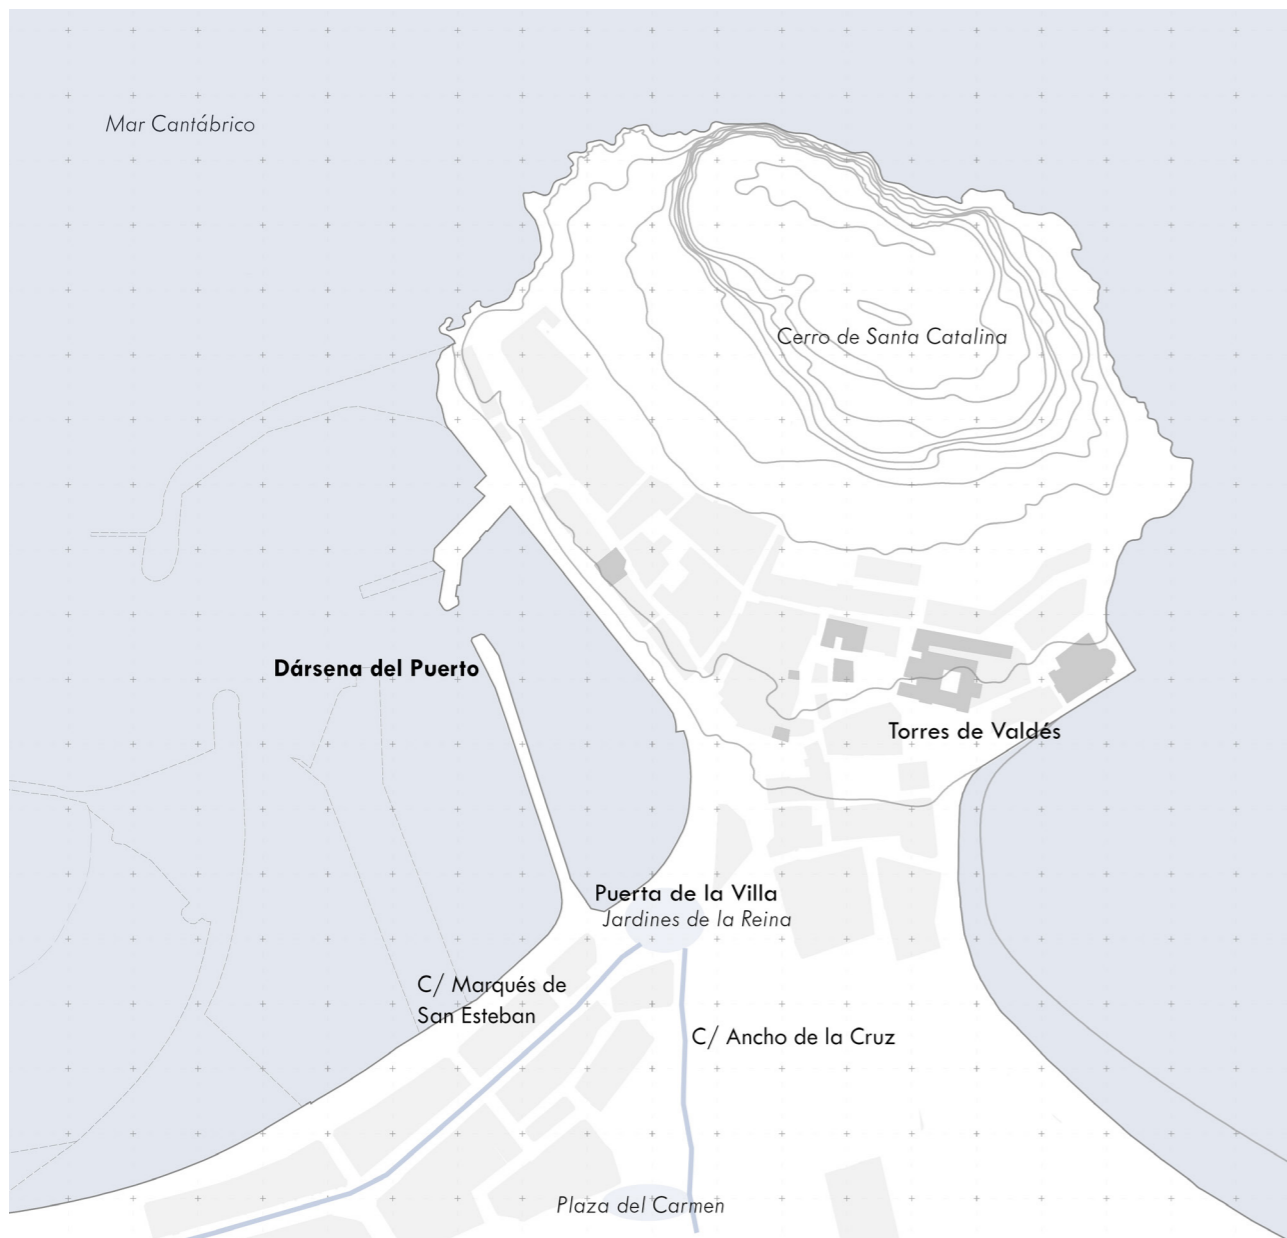 Mar Cantábrico
Cerro de Santa Catalina
Dársena del Puerto
Torres de Valdés
Puerta de la Villa
Jardines de la Reina
C/ Marqués de
San Esteban
C/ Ancho de la Cruz
Plaza del Carmen